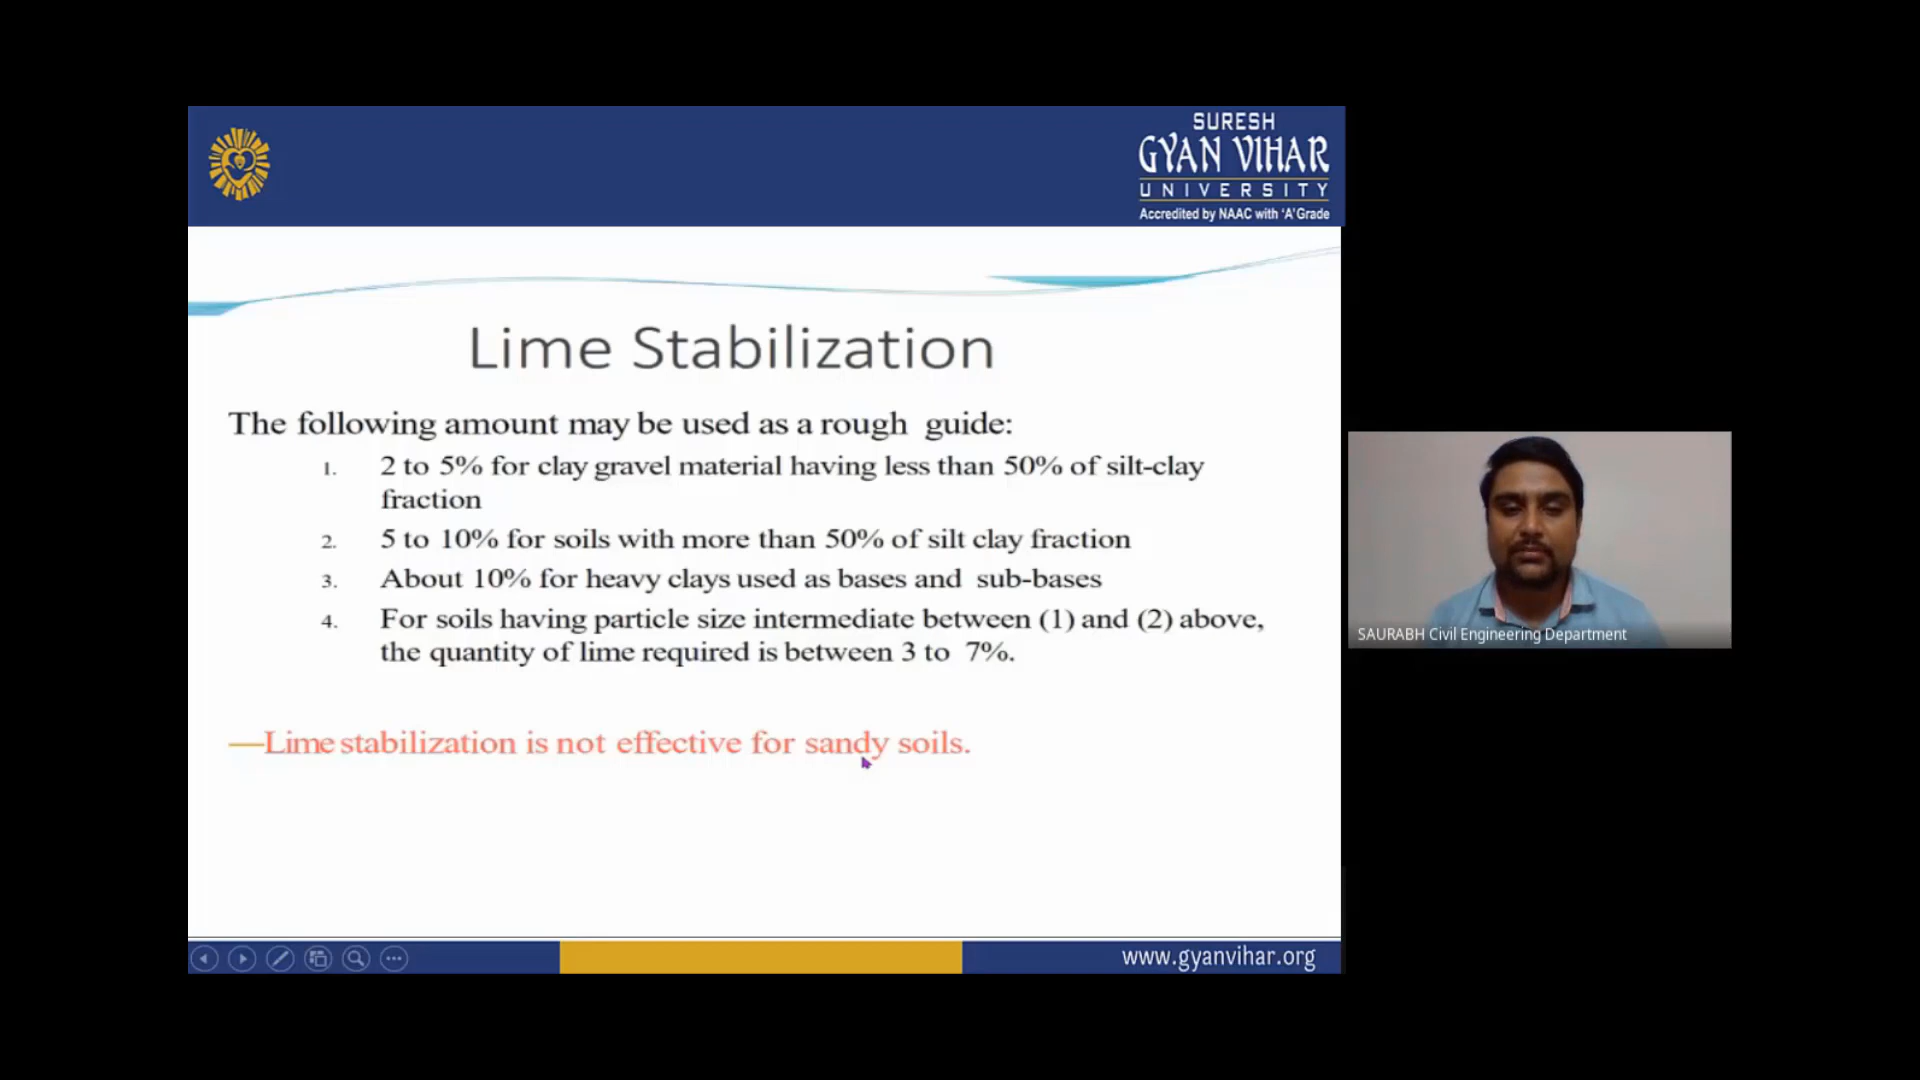 SURESH
GYAN VIHAR
UNIVERSITY
Accredited by NAAC with 'A'Grade
Lime Stabilization
The following amount may be used as a rough guide:
1. 2 to 5% for clay gravel material having less than 50% of silt-clay
fraction
2. 5 to 10% for soils with more than 50% of silt clay fraction
3. About 10% for heavy clays used as bases and sub-bases
4. For soils having particle size intermediate between (1) and (2) above,
the quantity of lime required is between 3 to 7%.
—Lime stabilization is not effective for sandy soils.
SAURABH Civil Engineering Department
www.gyanvihar.org